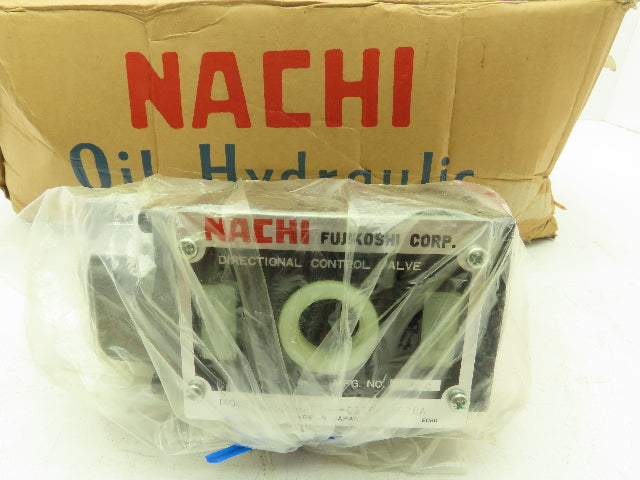 NACHI
Oil Hydraulic
NACHI FUJIKOSHI CORP.
DIRECTIONAL CONTROL VALVE
MFG. NO.
JAPAN